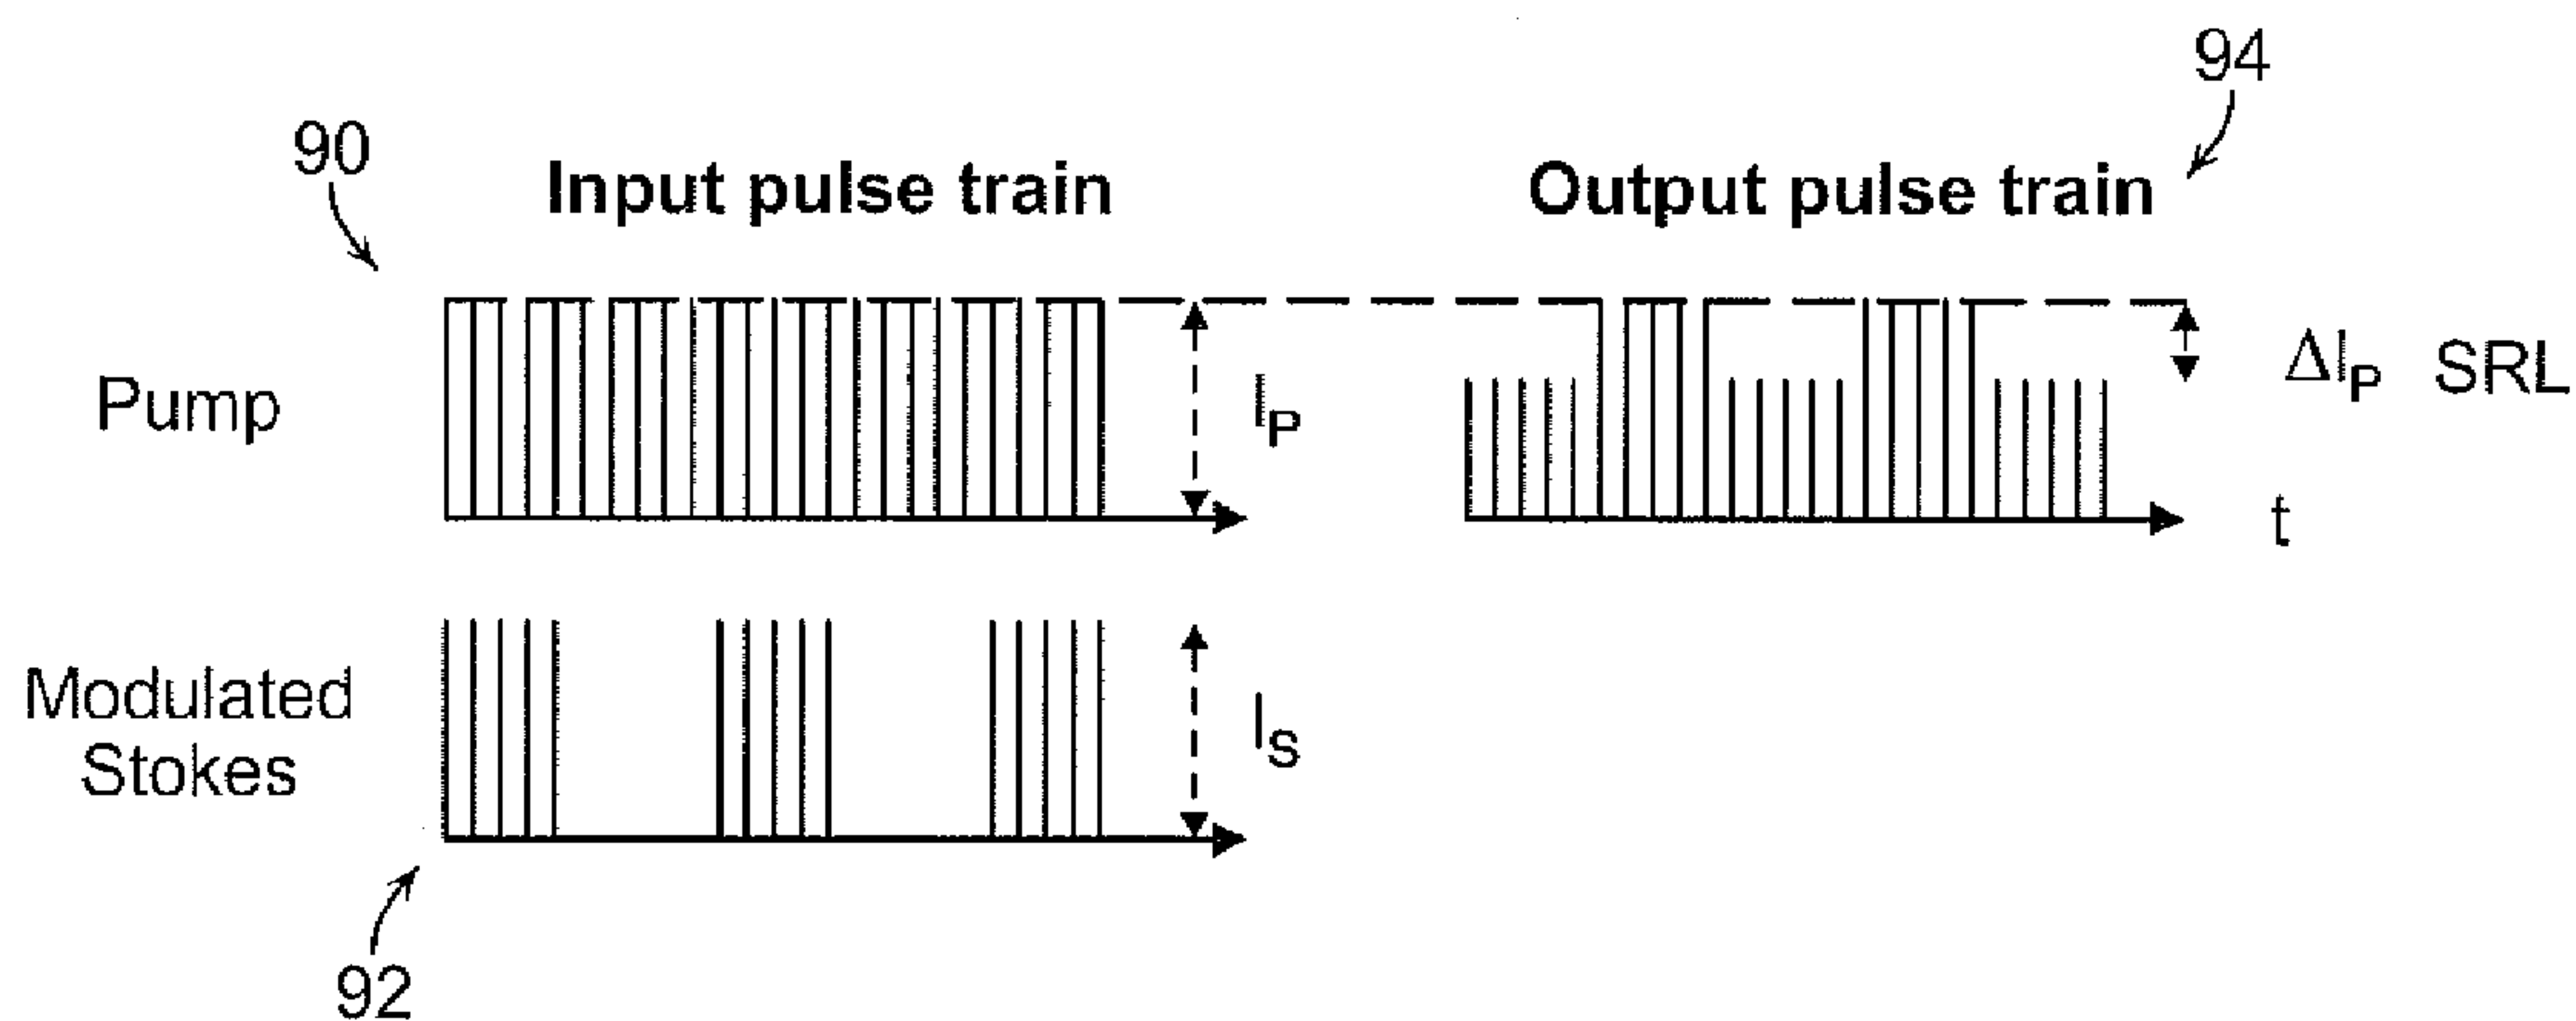 94
90
Input pulse train
Output pulse train
Pump
IP
ΔIP SRL
t
Modulated
Stokes
IS
92